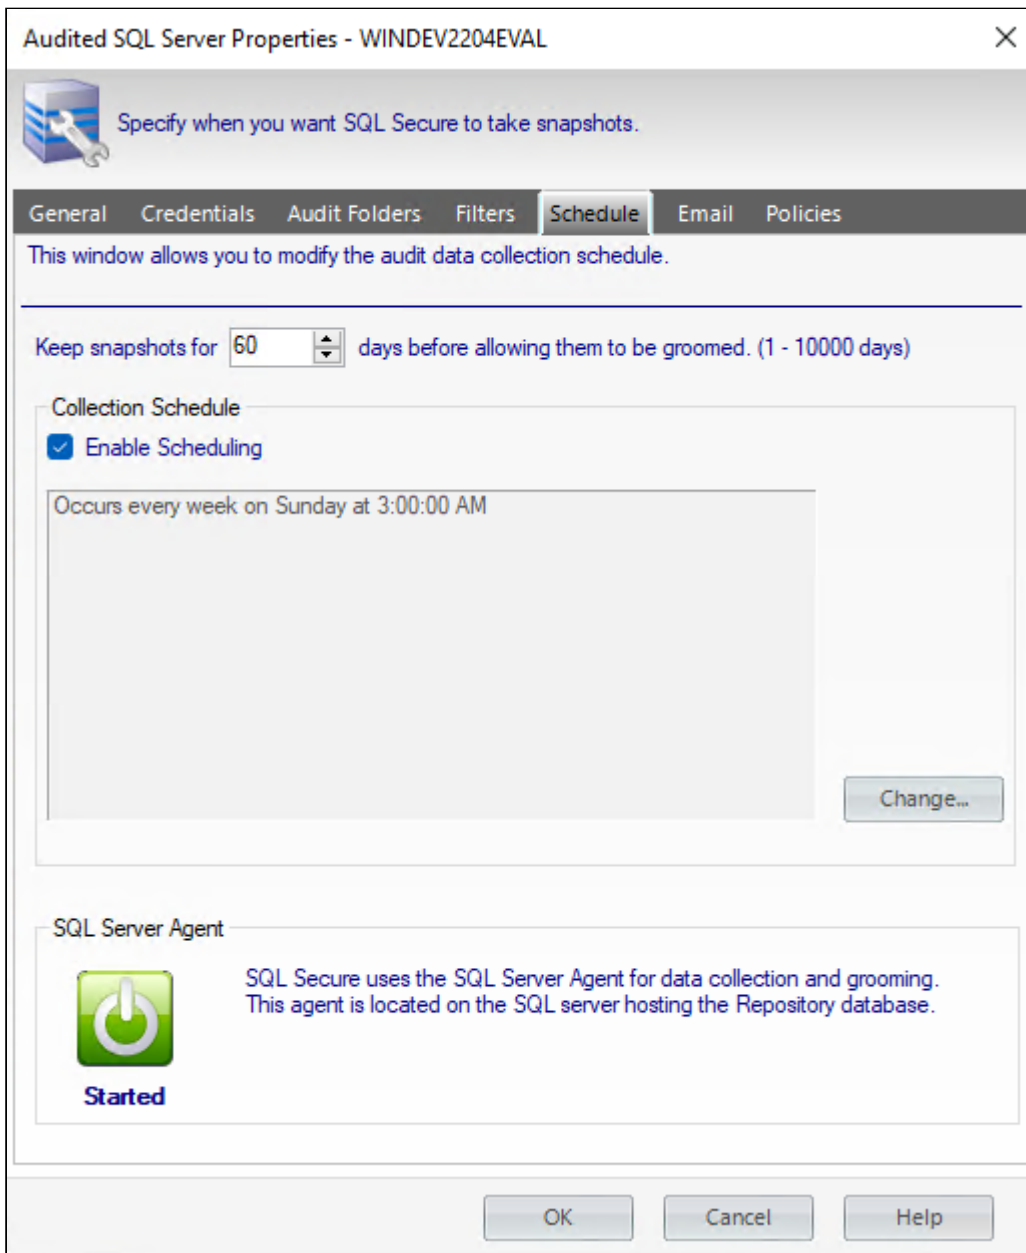 Audited SQL Server Properties - WINDEV2204EVAL
Specify when you want SQL Secure to take snapshots.
General Credentials Audit Folders Filters Schedule Email Policies
This window allows you to modify the audit data collection schedule.
Keep snapshots for 60 days before allowing them to be groomed. (1 - 10000 days)
Collection Schedule
Enable Scheduling
Occurs every week on Sunday at 3:00:00 AM
Change...
SQL Server Agent
SQL Secure uses the SQL Server Agent for data collection and grooming.
This agent is located on the SQL server hosting the Repository database.
Started
OK Cancel Help